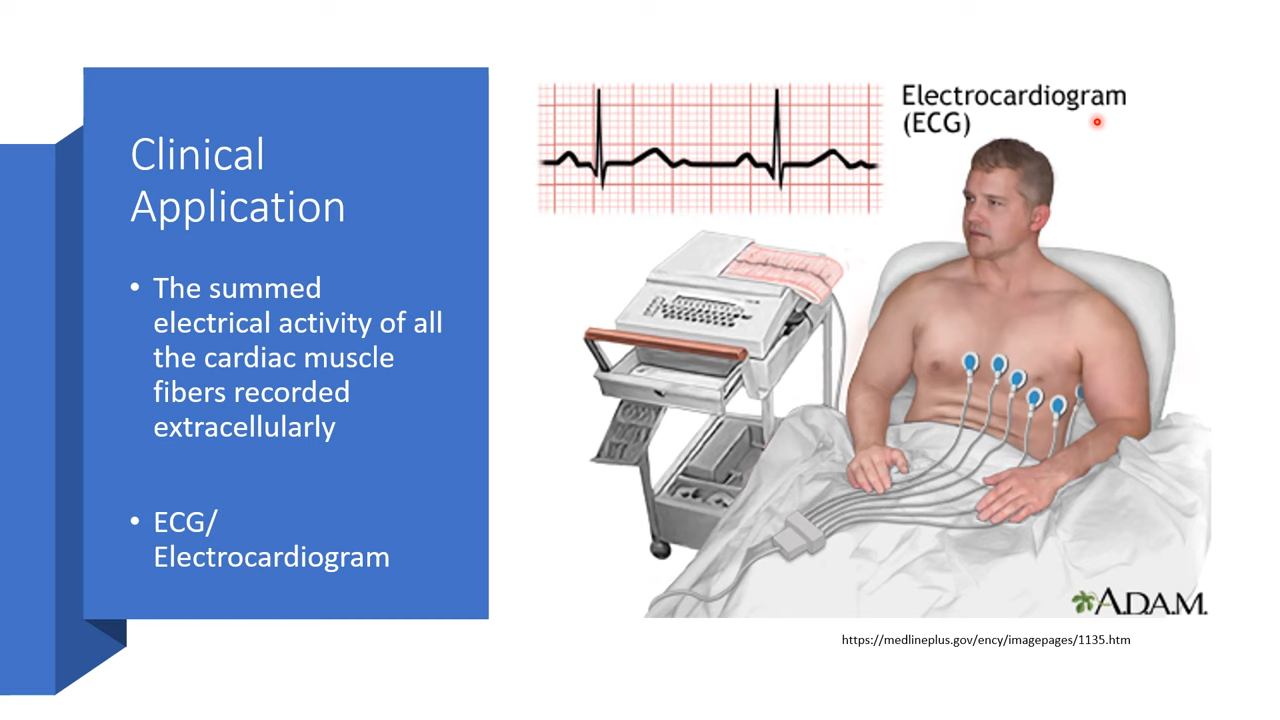 Clinical
Application
• The summed
electrical activity of all
the cardiac muscle
fibers recorded
extracellularly
• ECG/
Electrocardiogram
Electrocardiogram
(ECG)
A.D.A.M.
https://medlineplus.gov/ency/imagepages/1135.htm